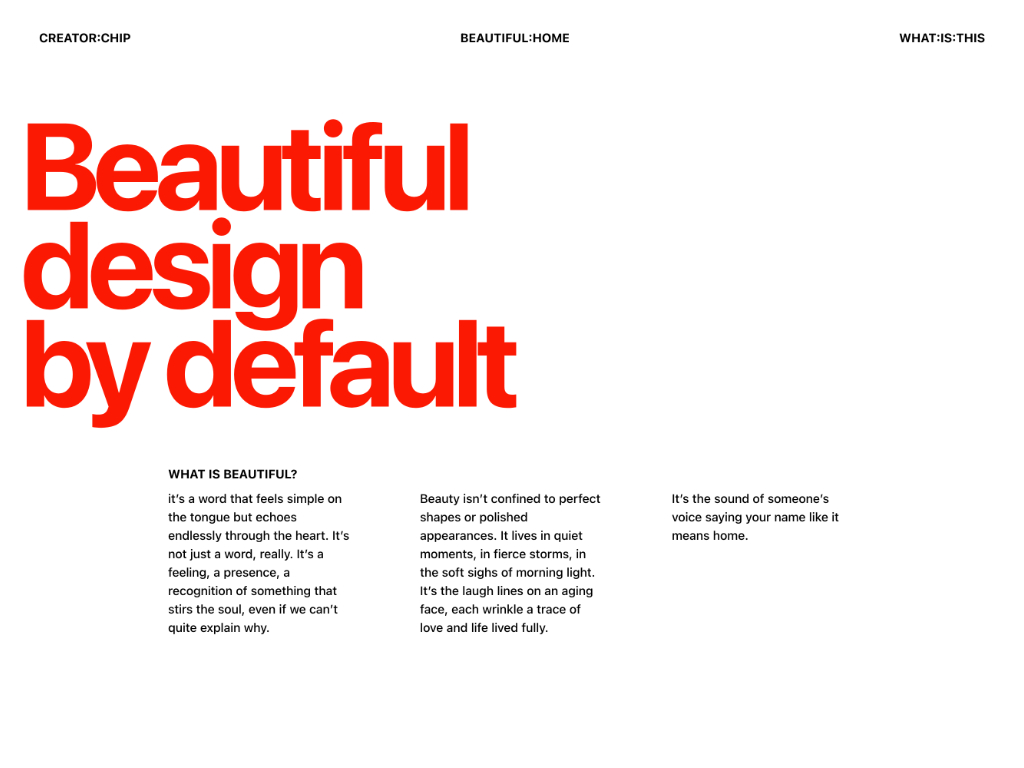 CREATOR:CHIP
BEAUTIFUL:HOME
WHAT:IS:THIS
Beautiful
design
by default
WHAT IS BEAUTIFUL?
it's a word that feels simple on
the tongue but echoes
endlessly through the heart. It's
not just a word, really. It's a
feeling, a presence, a
recognition of something that
stirs the soul, even if we can't
quite explain why.
Beauty isn't confined to perfect
shapes or polished
appearances. It lives in quiet
moments, in fierce storms, in
the soft sighs of morning light.
It's the laugh lines on an aging
face, each wrinkle a trace of
love and life lived fully.
It's the sound of someone's
voice saying your name like it
means home.